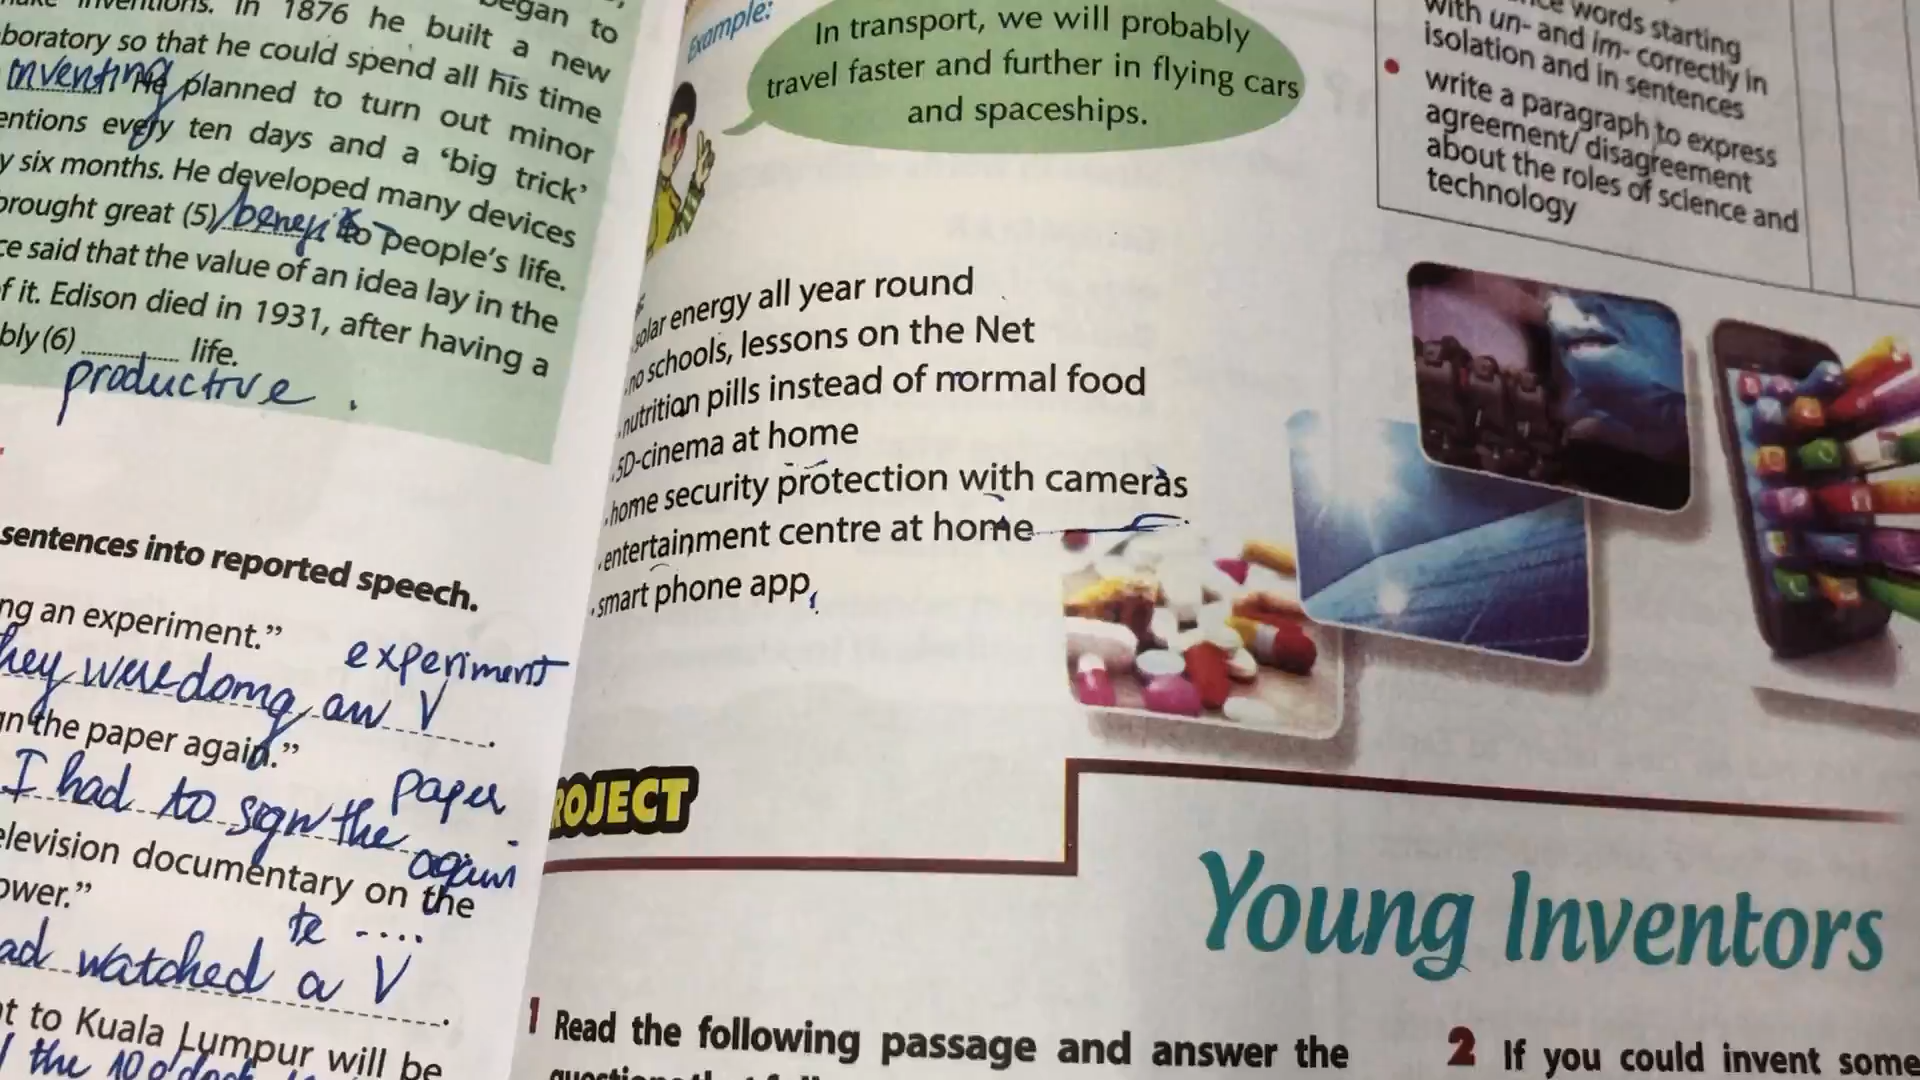 began to
inventions. In 1876 he built a new
boratory so that he could spend all his time
inventing He planned to turn out minor
entions every ten days and a 'big trick'
y six months. He developed many devices
brought great (5) benefits to people's life.
ce said that the value of an idea lay in the
f it. Edison died in 1931, after having a
bly (6) life.
productive.
sentences into reported speech.
ng an experiment."
experiment
hey were doing an V
gn the paper again."
paper
I had to sign the
again
elevision documentary on the
ower."
te ....
ad watched a V
t to Kuala Lumpur will be
the 10 o'clock
Example:
In transport, we will probably
travel faster and further in flying cars
and spaceships.
solar energy all year round
no schools, lessons on the Net
nutrition pills instead of normal food
5D-cinema at home
home security protection with cameras
entertainment centre at home
smart phone app
ROJECT
Young Inventors
1 Read the following passage and answer the
2 If you could invent some
words starting
with un- and im- correctly in
isolation and in sentences
• write a paragraph to express
agreement/ disagreement
about the roles of science and
technology